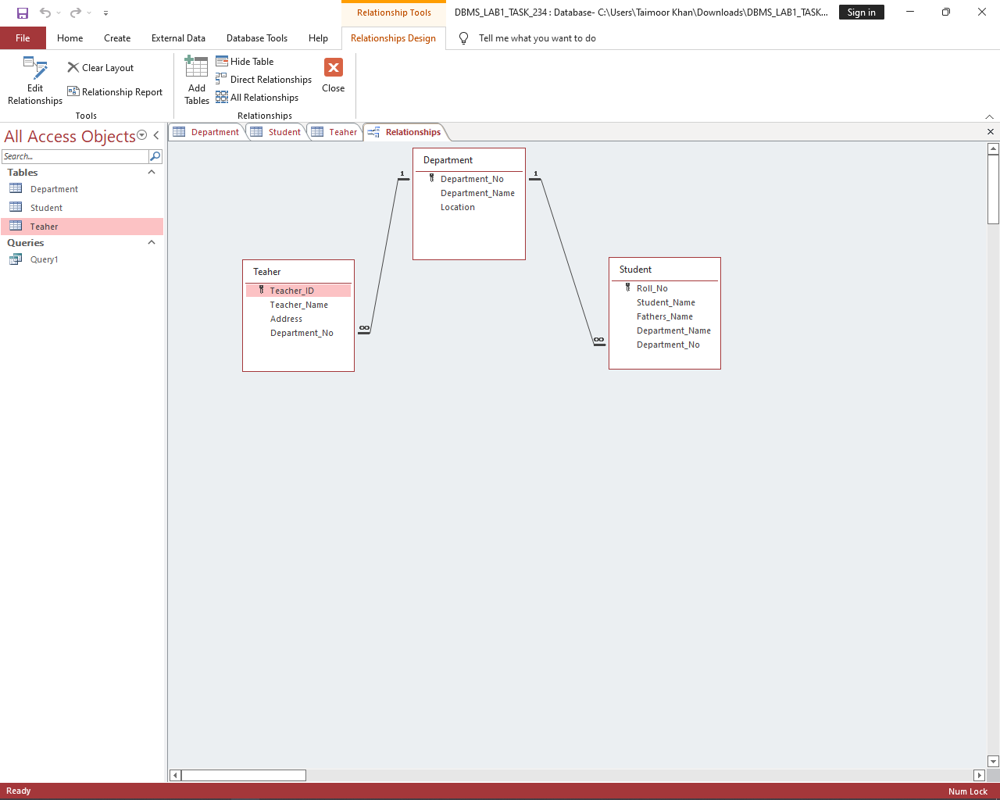 Relationship Tools
DBMS_LAB1_TASK_234 : Database- C:\Users\Taimoor Khan\Downloads\DBMS_LAB1_TASK...
Sign in
File
Home
Create
External Data
Database Tools
Help
Relationships Design
Tell me what you want to do
Edit
Relationships
Clear Layout
Relationship Report
Tools
Add
Tables
Hide Table
Direct Relationships
All Relationships
Close
Relationships
All Access Objects
Search...
Tables
Department
Student
Teaher
Queries
Query1
Department
Student
Teaher
Relationships
Department
Department_No
Department_Name
Location
1
1
Teaher
Teacher_ID
Teacher_Name
Address
Department_No
∞
∞
Student
Roll_No
Student_Name
Fathers_Name
Department_Name
Department_No
Ready
Num Lock